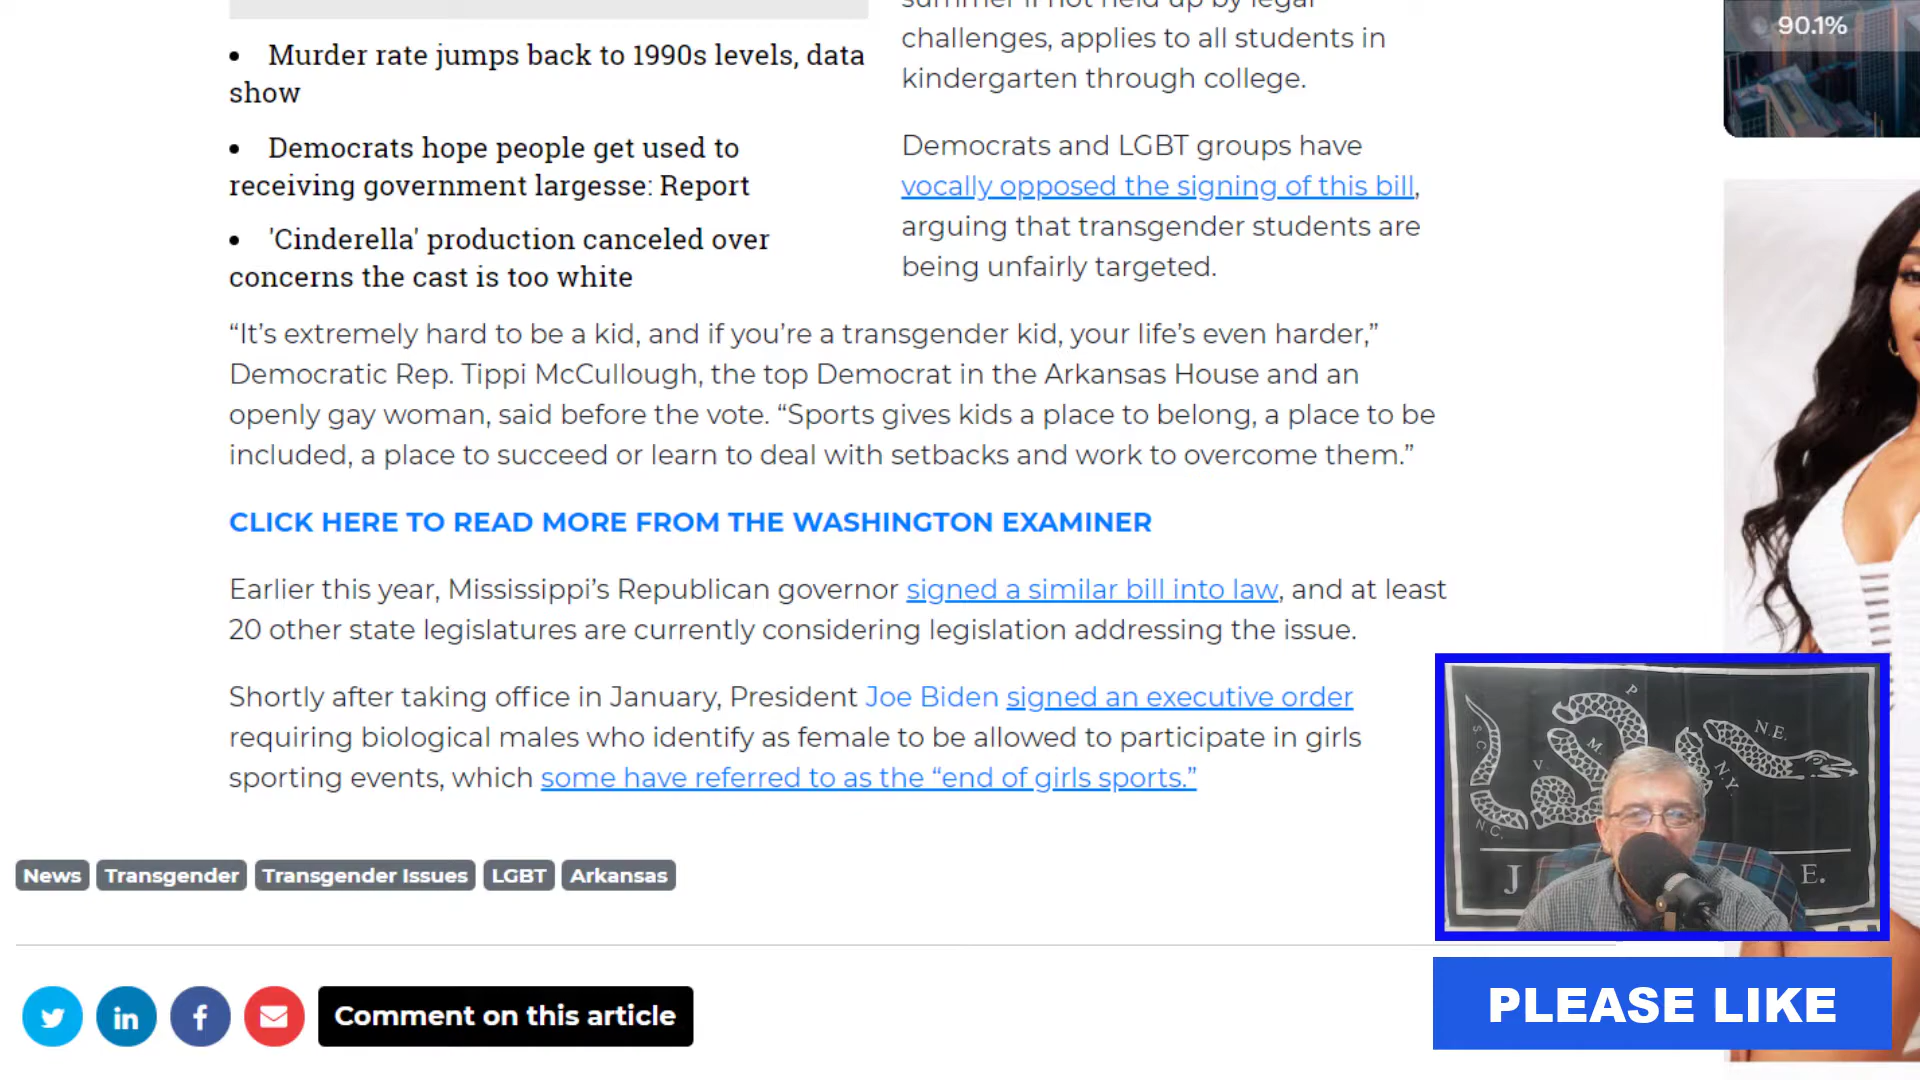 • Murder rate jumps back to 1990s levels, data
show
• Democrats hope people get used to
receiving government largesse: Report
• 'Cinderella' production canceled over
concerns the cast is too white
summer if not held up by legal
challenges, applies to all students in
kindergarten through college.
Democrats and LGBT groups have
vocally opposed the signing of this bill,
arguing that transgender students are
being unfairly targeted.
“It’s extremely hard to be a kid, and if you’re a transgender kid, your life’s even harder,”
Democratic Rep. Tippi McCullough, the top Democrat in the Arkansas House and an
openly gay woman, said before the vote. “Sports gives kids a place to belong, a place to be
included, a place to succeed or learn to deal with setbacks and work to overcome them.”
CLICK HERE TO READ MORE FROM THE WASHINGTON EXAMINER
Earlier this year, Mississippi’s Republican governor signed a similar bill into law, and at least
20 other state legislatures are currently considering legislation addressing the issue.
Shortly after taking office in January, President Joe Biden signed an executive order
requiring biological males who identify as female to be allowed to participate in girls
sporting events, which some have referred to as the “end of girls sports.”
News Transgender Transgender Issues LGBT Arkansas
Comment on this article
90.1%
P.
N.E.
S.C.
M.
V.
N.Y.
N.C.
J
E.
PLEASE LIKE